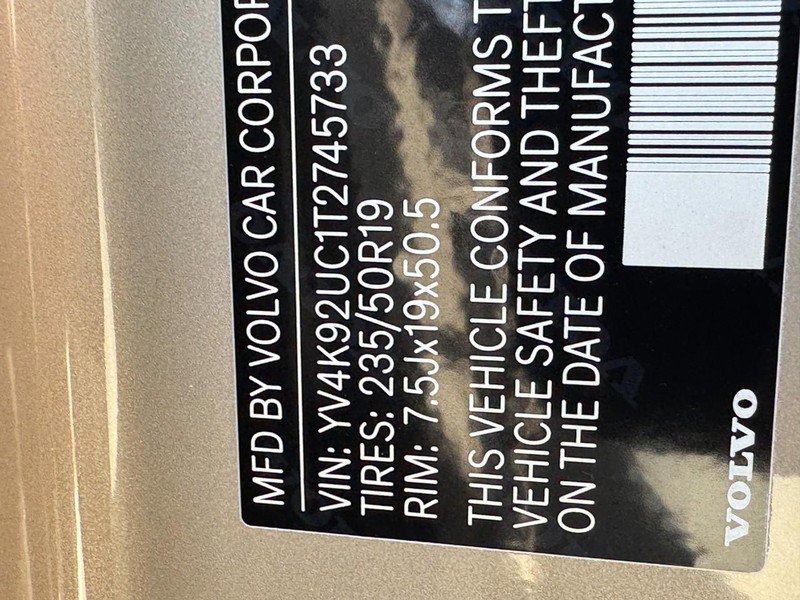 MFD BY VOLVO CAR CORPOR
VIN: YV4K92UC1T2745733
TIRES: 235/50R19
RIM: 7.5Jx19x50.5
THIS VEHICLE CONFORMS T
VEHICLE SAFETY AND THEFT
ON THE DATE OF MANUFACT
VOLVO